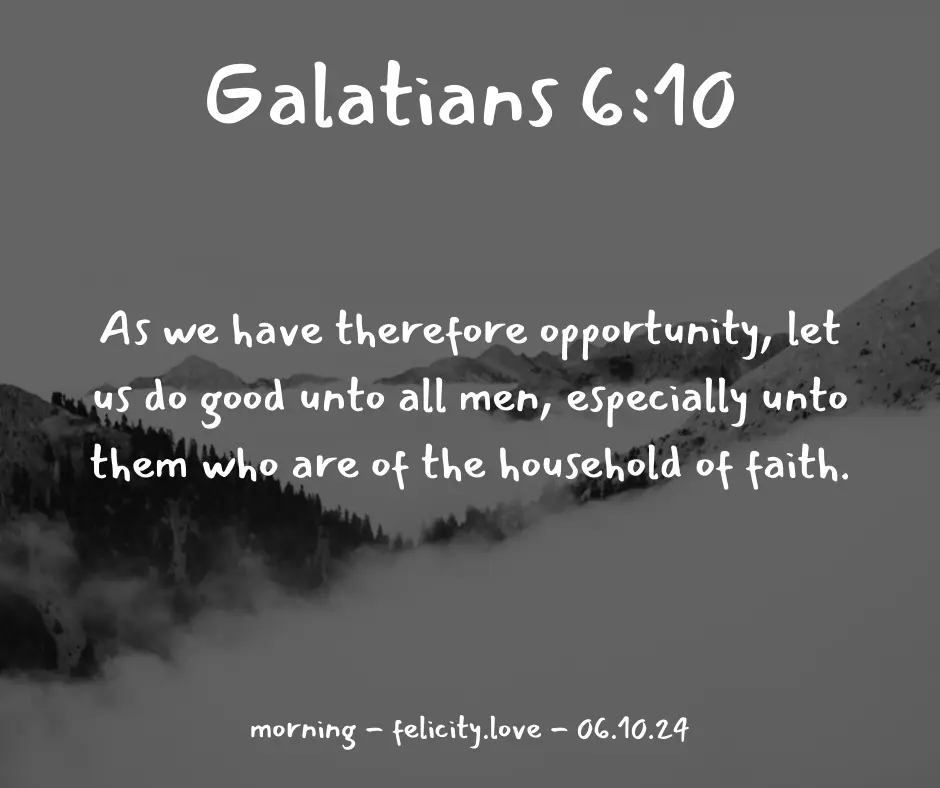 Galatians 6:10
As we have therefore opportunity, let
us do good unto all men, especially unto
them who are of the household of faith.
morning - felicity.love - 06.10.24